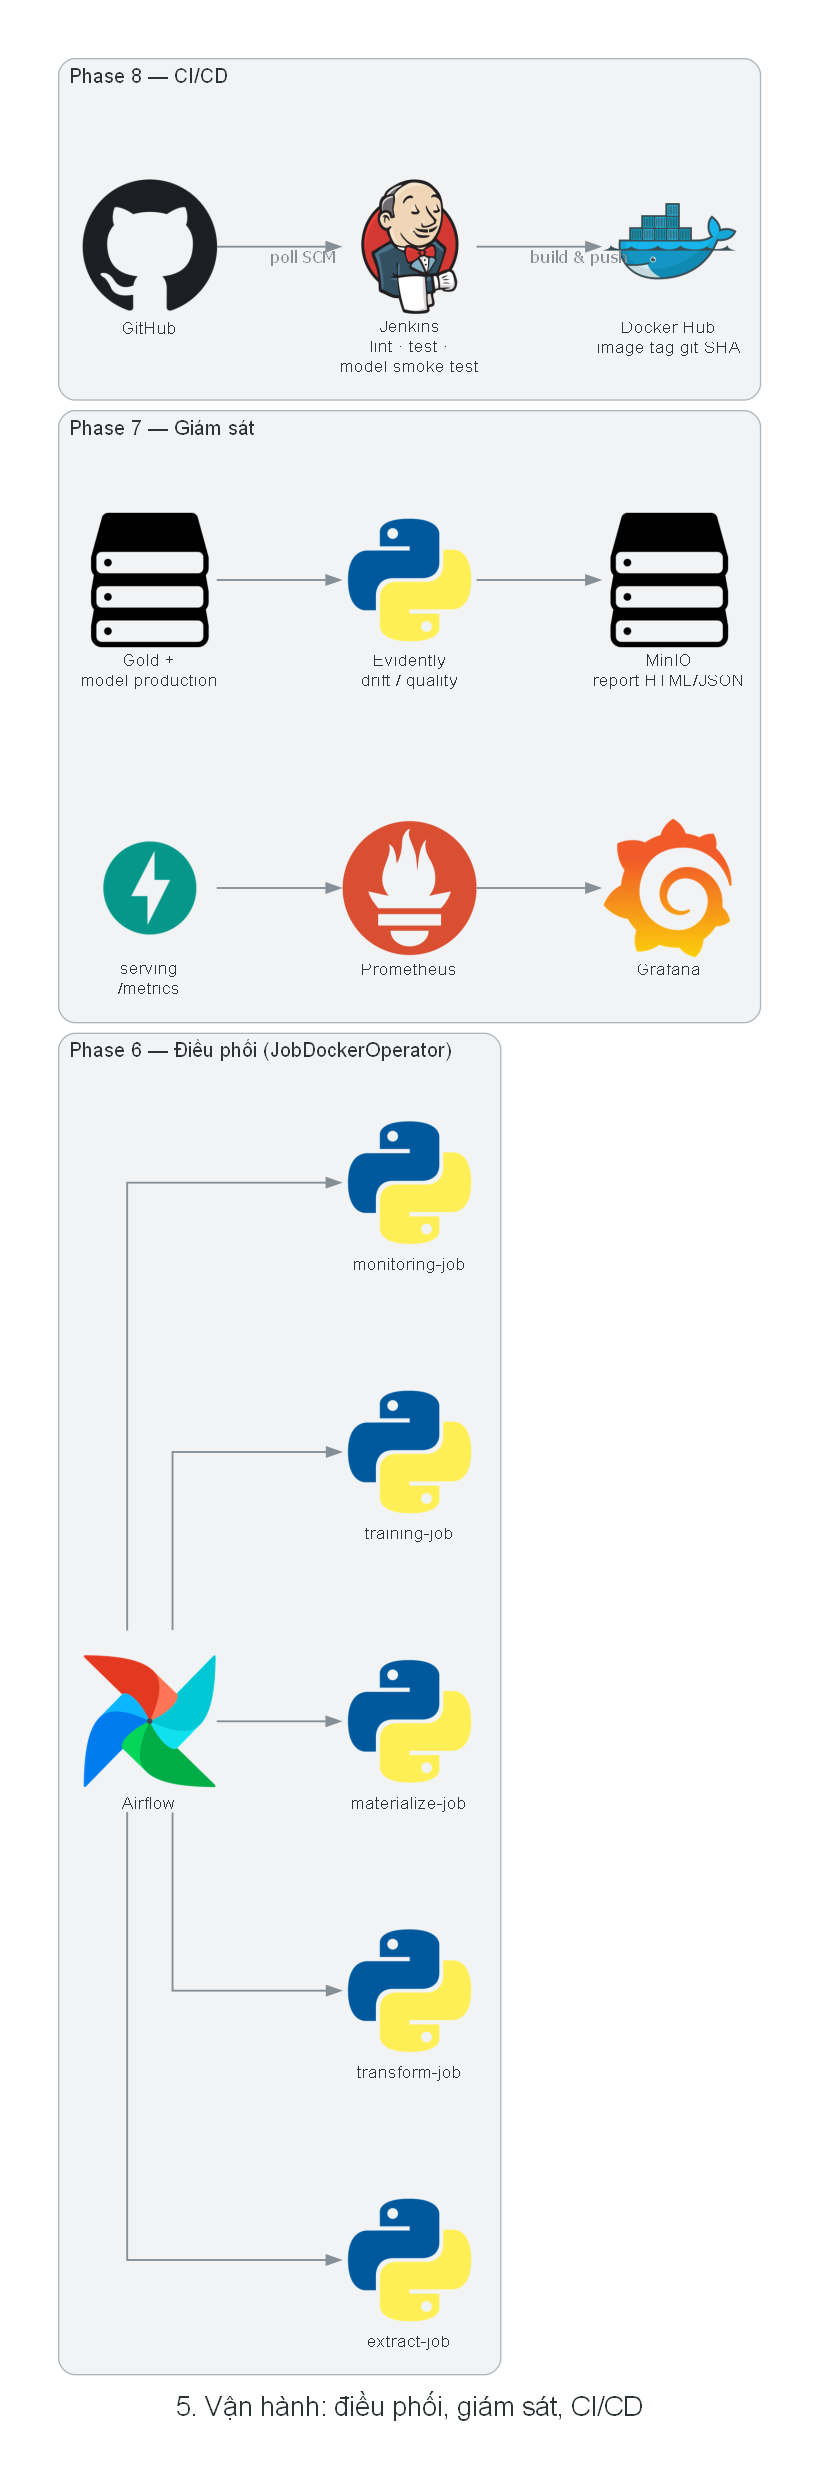 Phase 8 — CI/CD
poll SCM
build & push
GitHub
Jenkins
lint · test ·
model smoke test
Docker Hub
image tag git SHA
Phase 7 — Giám sát
Gold +
model production
Evidently
drift / quality
MinIO
report HTML/JSON
serving
/metrics
Prometheus
Grafana
Phase 6 — Điều phối (JobDockerOperator)
monitoring-job
training-job
Airflow
materialize-job
transform-job
extract-job
5. Vận hành: điều phối, giám sát, CI/CD